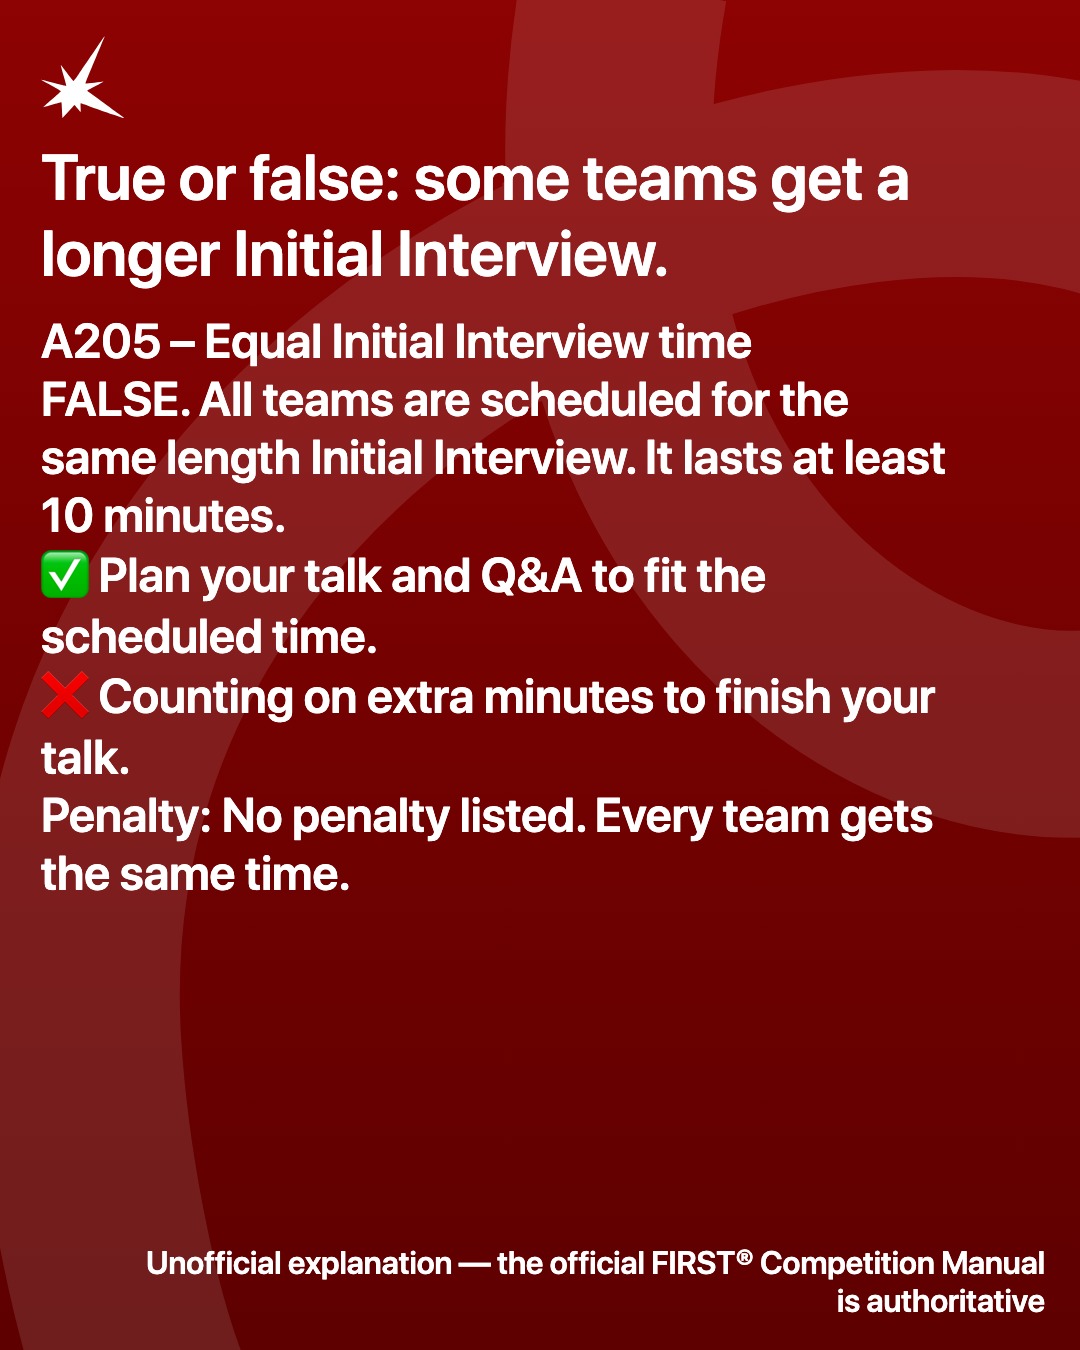 True or false: some teams get a
longer Initial Interview.
A205 – Equal Initial Interview time
FALSE. All teams are scheduled for the
same length Initial Interview. It lasts at least
10 minutes.
✅ Plan your talk and Q&A to fit the
scheduled time.
❌ Counting on extra minutes to finish your
talk.
Penalty: No penalty listed. Every team gets
the same time.
Unofficial explanation — the official FIRST® Competition Manual
is authoritative